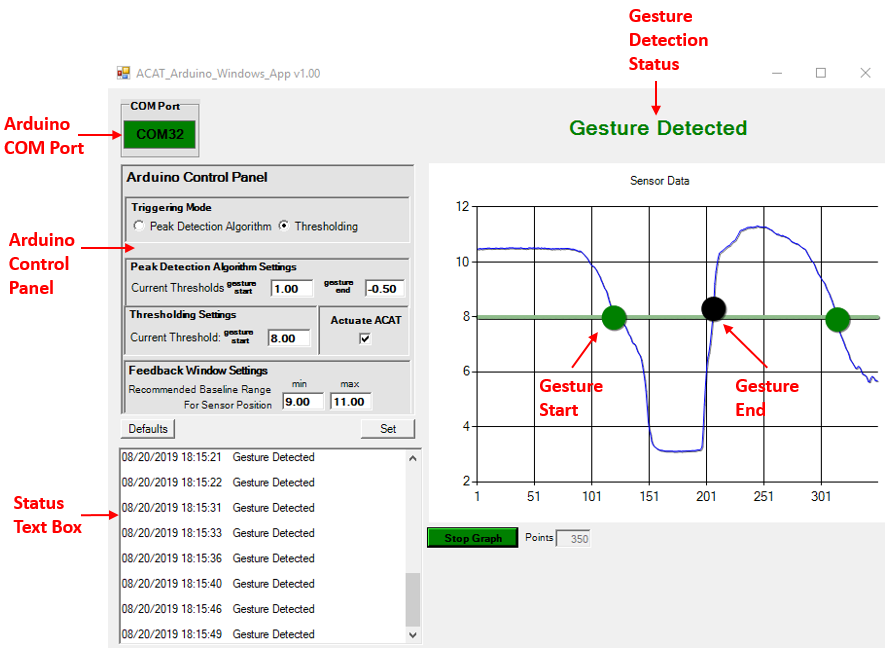 Gesture
Detection
Status
ACAT_Arduino_Windows_App v1.00
Arduino
COM Port
COM Port
COM32
Gesture Detected
Arduino Control Panel
Triggering Mode
Peak Detection Algorithm Thresholding
Arduino
Control
Panel
Peak Detection Algorithm Settings
Current Thresholds gesture start 1.00 gesture end -0.50
Thresholding Settings
Current Threshold: gesture start 8.00
Actuate ACAT
Feedback Window Settings
Recommended Baseline Range
For Sensor Position
min max
9.00 11.00
Defaults Set
Status
Text Box
08/20/2019 18:15:21 Gesture Detected
08/20/2019 18:15:22 Gesture Detected
08/20/2019 18:15:31 Gesture Detected
08/20/2019 18:15:33 Gesture Detected
08/20/2019 18:15:36 Gesture Detected
08/20/2019 18:15:40 Gesture Detected
08/20/2019 18:15:46 Gesture Detected
08/20/2019 18:15:49 Gesture Detected
Sensor Data
12
10
8
6
4
2
1 51 101 151 201 251 301
Gesture
Start
Gesture
End
Stop Graph Points 350